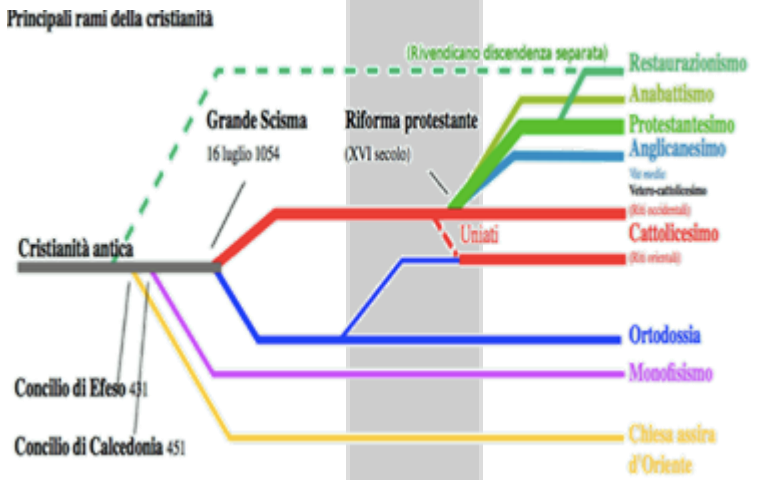 Principali rami della cristianità
(Rivendicano discendenza separata)
Restaurazionismo
Anabattismo
Protestantesimo
Anglicanesimo
Via media
Vetero-cattolicesimo
(Riti occidentali)
Cattolicesimo
(Riti orientali)
Grande Scisma
16 luglio 1054
Riforma protestante
(XVI secolo)
Uniati
Cristianità antica
Ortodossia
Monofisismo
Concilio di Efeso 431
Concilio di Calcedonia 451
Chiesa assira
d'Oriente